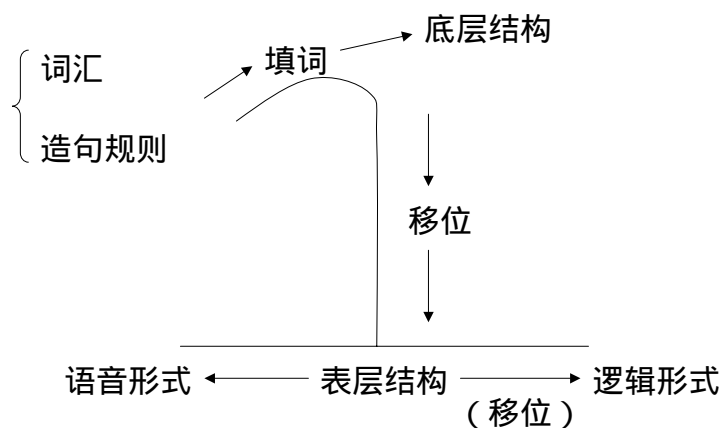 底层结构
填词
词汇
造句规则
移位
语音形式
表层结构
逻辑形式
（移位）